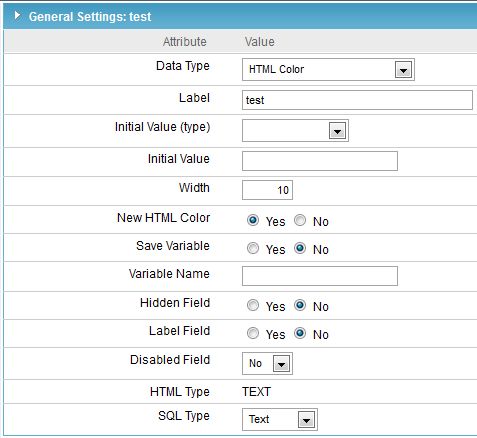 General Settings: test
Attribute Value
Data Type HTML Color
Label test
Initial Value (type)
Initial Value
Width 10
New HTML Color Yes No
Save Variable Yes No
Variable Name
Hidden Field Yes No
Label Field Yes No
Disabled Field No
HTML Type TEXT
SQL Type Text